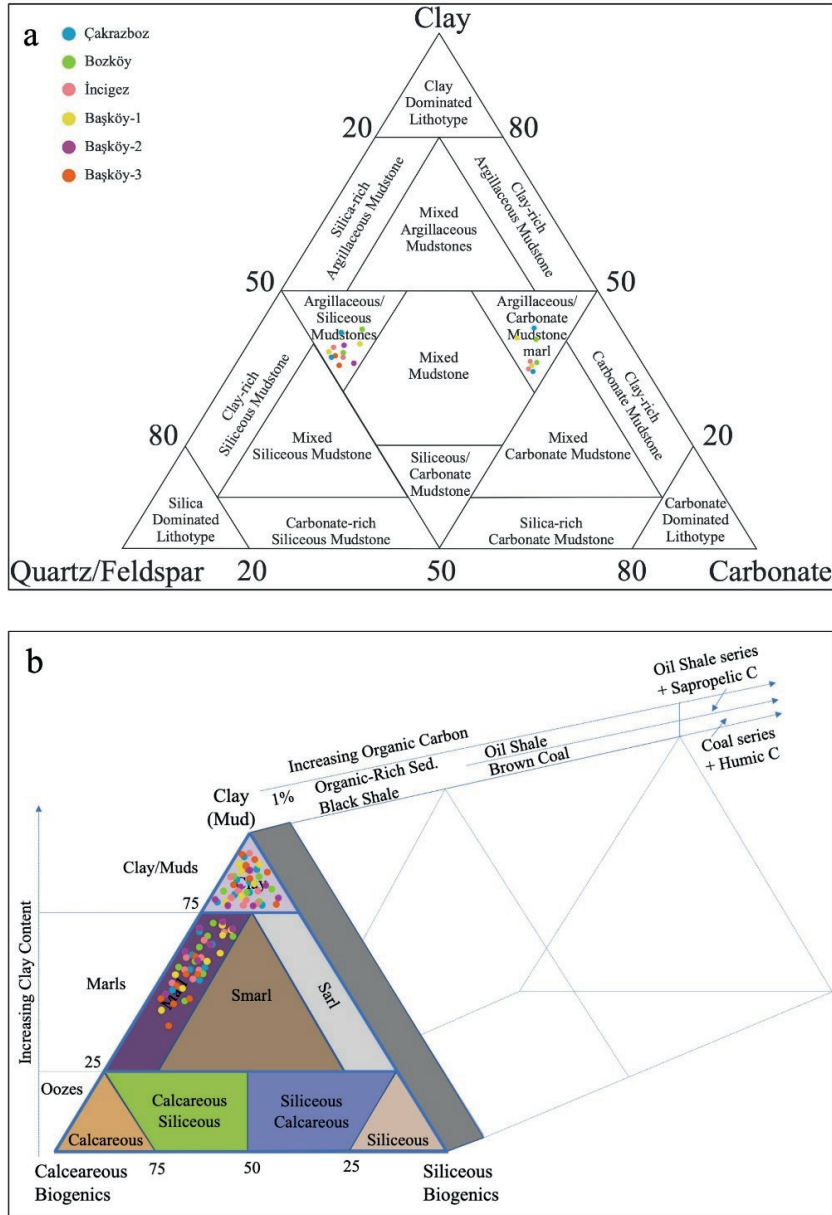 a
Çakrazboz
Bozköy
İncigez
Başköy-1
Başköy-2
Başköy-3
Clay
Clay
Dominated
Lithotype
20
80
Silica-rich
Argillaceous Mudstone
Mixed
Argillaceous
Mudstones
Clay-rich
Argillaceous Mudstone
50
50
Argillaceous/
Siliceous
Mudstones
Argillaceous/
Carbonate
Mudstone
marl
Mixed
Mudstone
Clay-rich
Siliceous Mudstone
Clay-rich
Carbonate Mudstone
80
20
Mixed
Siliceous Mudstone
Siliceous/
Carbonate
Mudstone
Mixed
Carbonate Mudstone
Silica
Dominated
Lithotype
Carbonate-rich
Siliceous Mudstone
Silica-rich
Carbonate Mudstone
Carbonate
Dominated
Lithotype
Quartz/Feldspar
20
50
80
Carbonate
b
Oil Shale series
+ Sapropelic C
Coal series
+ Humic C
Increasing Organic Carbon
Oil Shale
Brown Coal
1%
Organic-Rich Sed.
Black Shale
Clay
(Mud)
Clay/Muds
Clay
75
Increasing Clay Content
Marls
Marl
Smarl
Sarl
25
Oozes
Calcareous
Siliceous
Siliceous
Calcareous
Calcareous
Siliceous
Calceareous
Biogenics
75
50
25
Siliceous
Biogenics